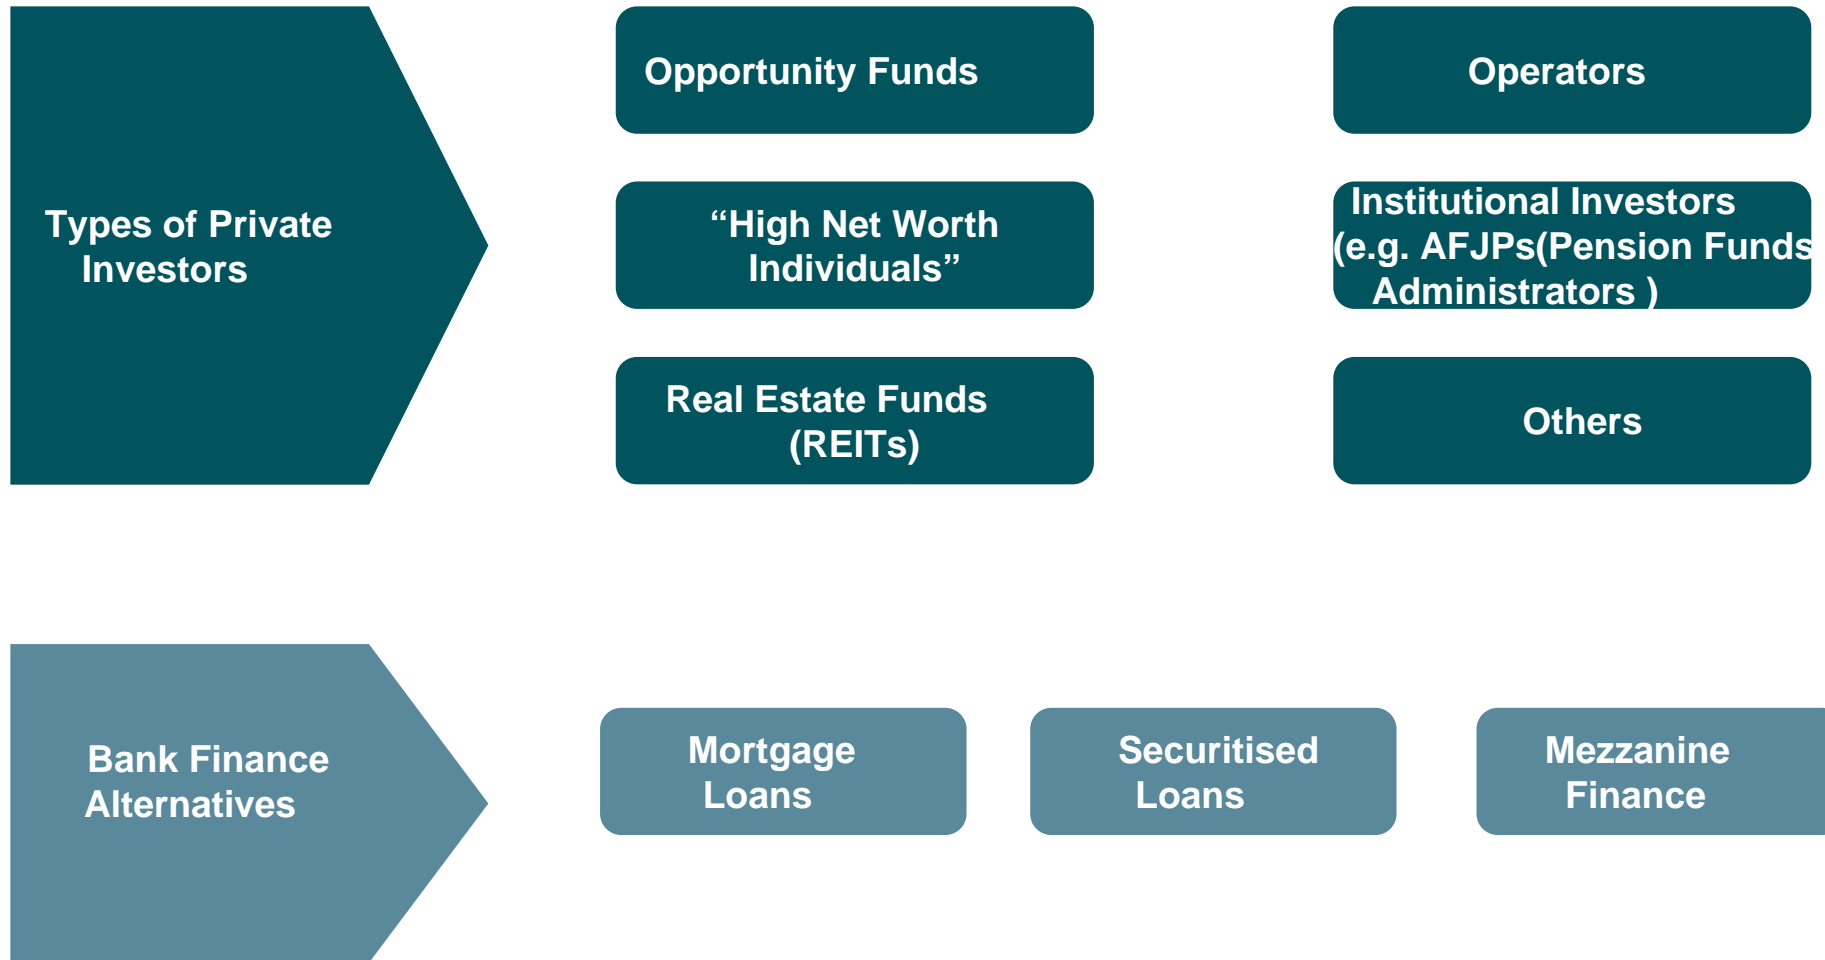 Types of Private
Investors
Opportunity Funds
Operators
“High Net Worth
Individuals”
Institutional Investors
(e.g. AFJPs(Pension Funds
Administrators )
Real Estate Funds
(REITs)
Others
Bank Finance
Alternatives
Mortgage
Loans
Securitised
Loans
Mezzanine
Finance